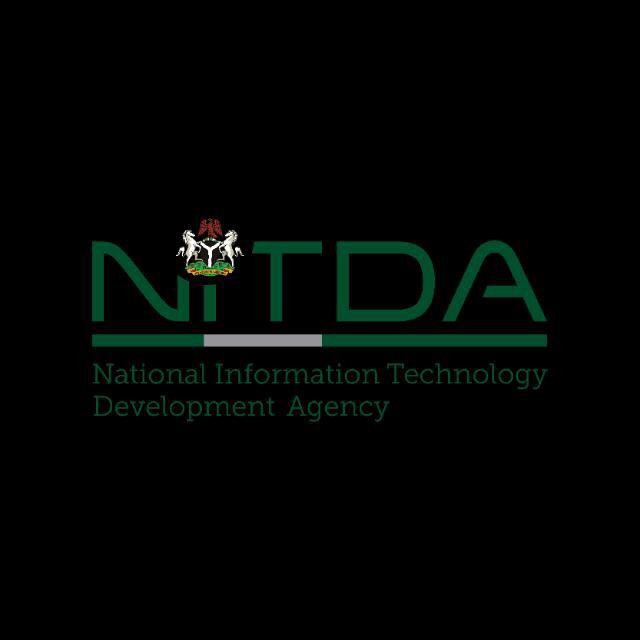 NiTDA
National Information Technology
Development Agency